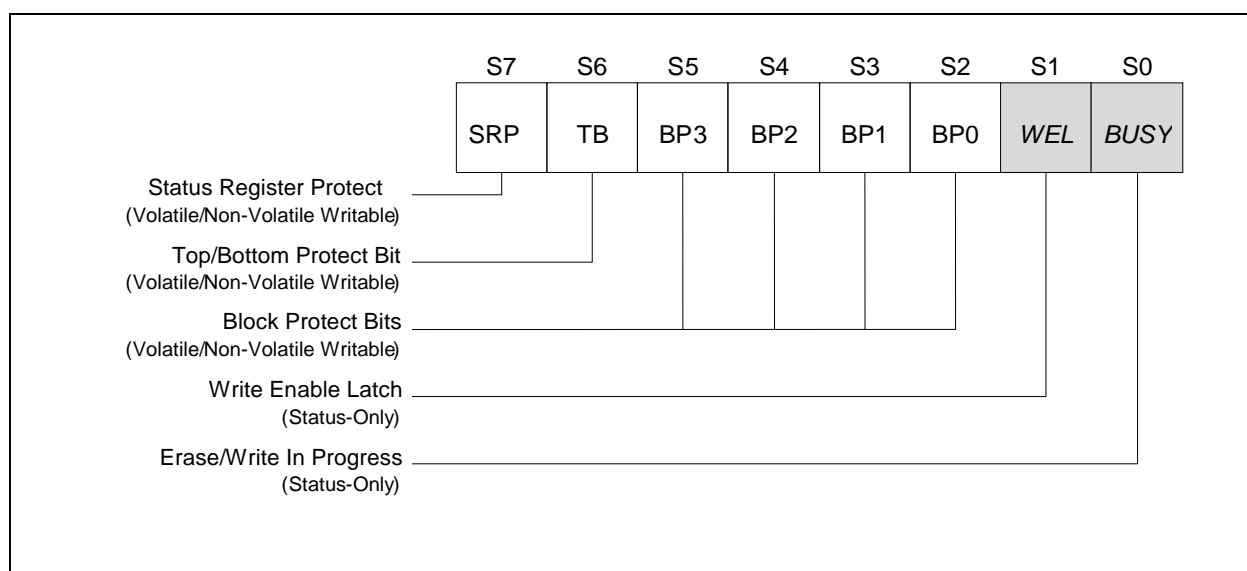 S7 S6 S5 S4 S3 S2 S1 S0
SRP TB BP3 BP2 BP1 BP0 WEL BUSY
Status Register Protect
(Volatile/Non-Volatile Writable)
Top/Bottom Protect Bit
(Volatile/Non-Volatile Writable)
Block Protect Bits
(Volatile/Non-Volatile Writable)
Write Enable Latch
(Status-Only)
Erase/Write In Progress
(Status-Only)